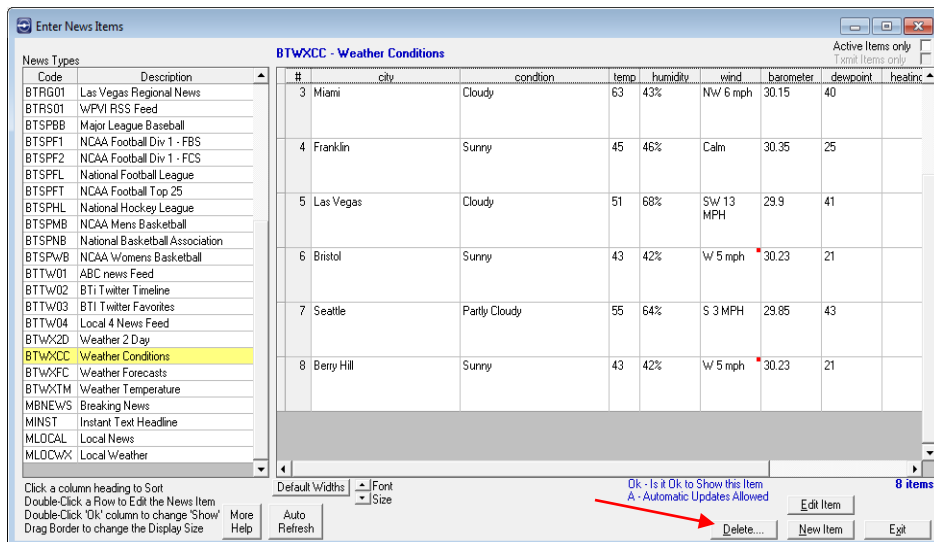 Enter News Items
Active Items only
Txmit Items only
News Types
BTWXCC - Weather Conditions
Code Description
BTRG01 Las Vegas Regional News
BTRS01 WPVI RSS Feed
BTSPBB Major League Baseball
BTSPF1 NCAA Football Div 1 - FBS
BTSPF2 NCAA Football Div 1 - FCS
BTSPFL National Football League
BTSPFT NCAA Football Top 25
BTSPHL National Hockey League
BTSPMB NCAA Mens Basketball
BTSPNB National Basketball Association
BTSPWB NCAA Womens Basketball
BTTW01 ABC news Feed
BTTW02 BTi Twitter Timeline
BTTW03 BTI Twitter Favorites
BTTW04 Local 4 News Feed
BTWX2D Weather 2 Day
BTWXCC Weather Conditions
BTWXFC Weather Forecasts
BTWXTM Weather Temperature
MBNEWS Breaking News
MINST Instant Text Headline
MLOCAL Local News
MLOCWX Local Weather
# city condtion temp humidity wind barometer dewpoint heating
3 Miami Cloudy 63 43% NW 6 mph 30.15 40
4 Franklin Sunny 45 46% Calm 30.35 25
5 Las Vegas Cloudy 51 68% SW 13 MPH 29.9 41
6 Bristol Sunny 43 42% W 5 mph 30.23 21
7 Seattle Partly Cloudy 55 64% S 3 MPH 29.85 43
8 Berry Hill Sunny 43 42% W 5 mph 30.23 21
Click a column heading to Sort
Double-Click a Row to Edit the News Item
Double-Click 'Ok' column to change 'Show'
Drag Border to change the Display Size
More Help
Default Widths
Font
Size
Auto Refresh
Ok - Is it Ok to Show this Item
A - Automatic Updates Allowed
8 items
Edit Item
Delete....
New Item
Exit